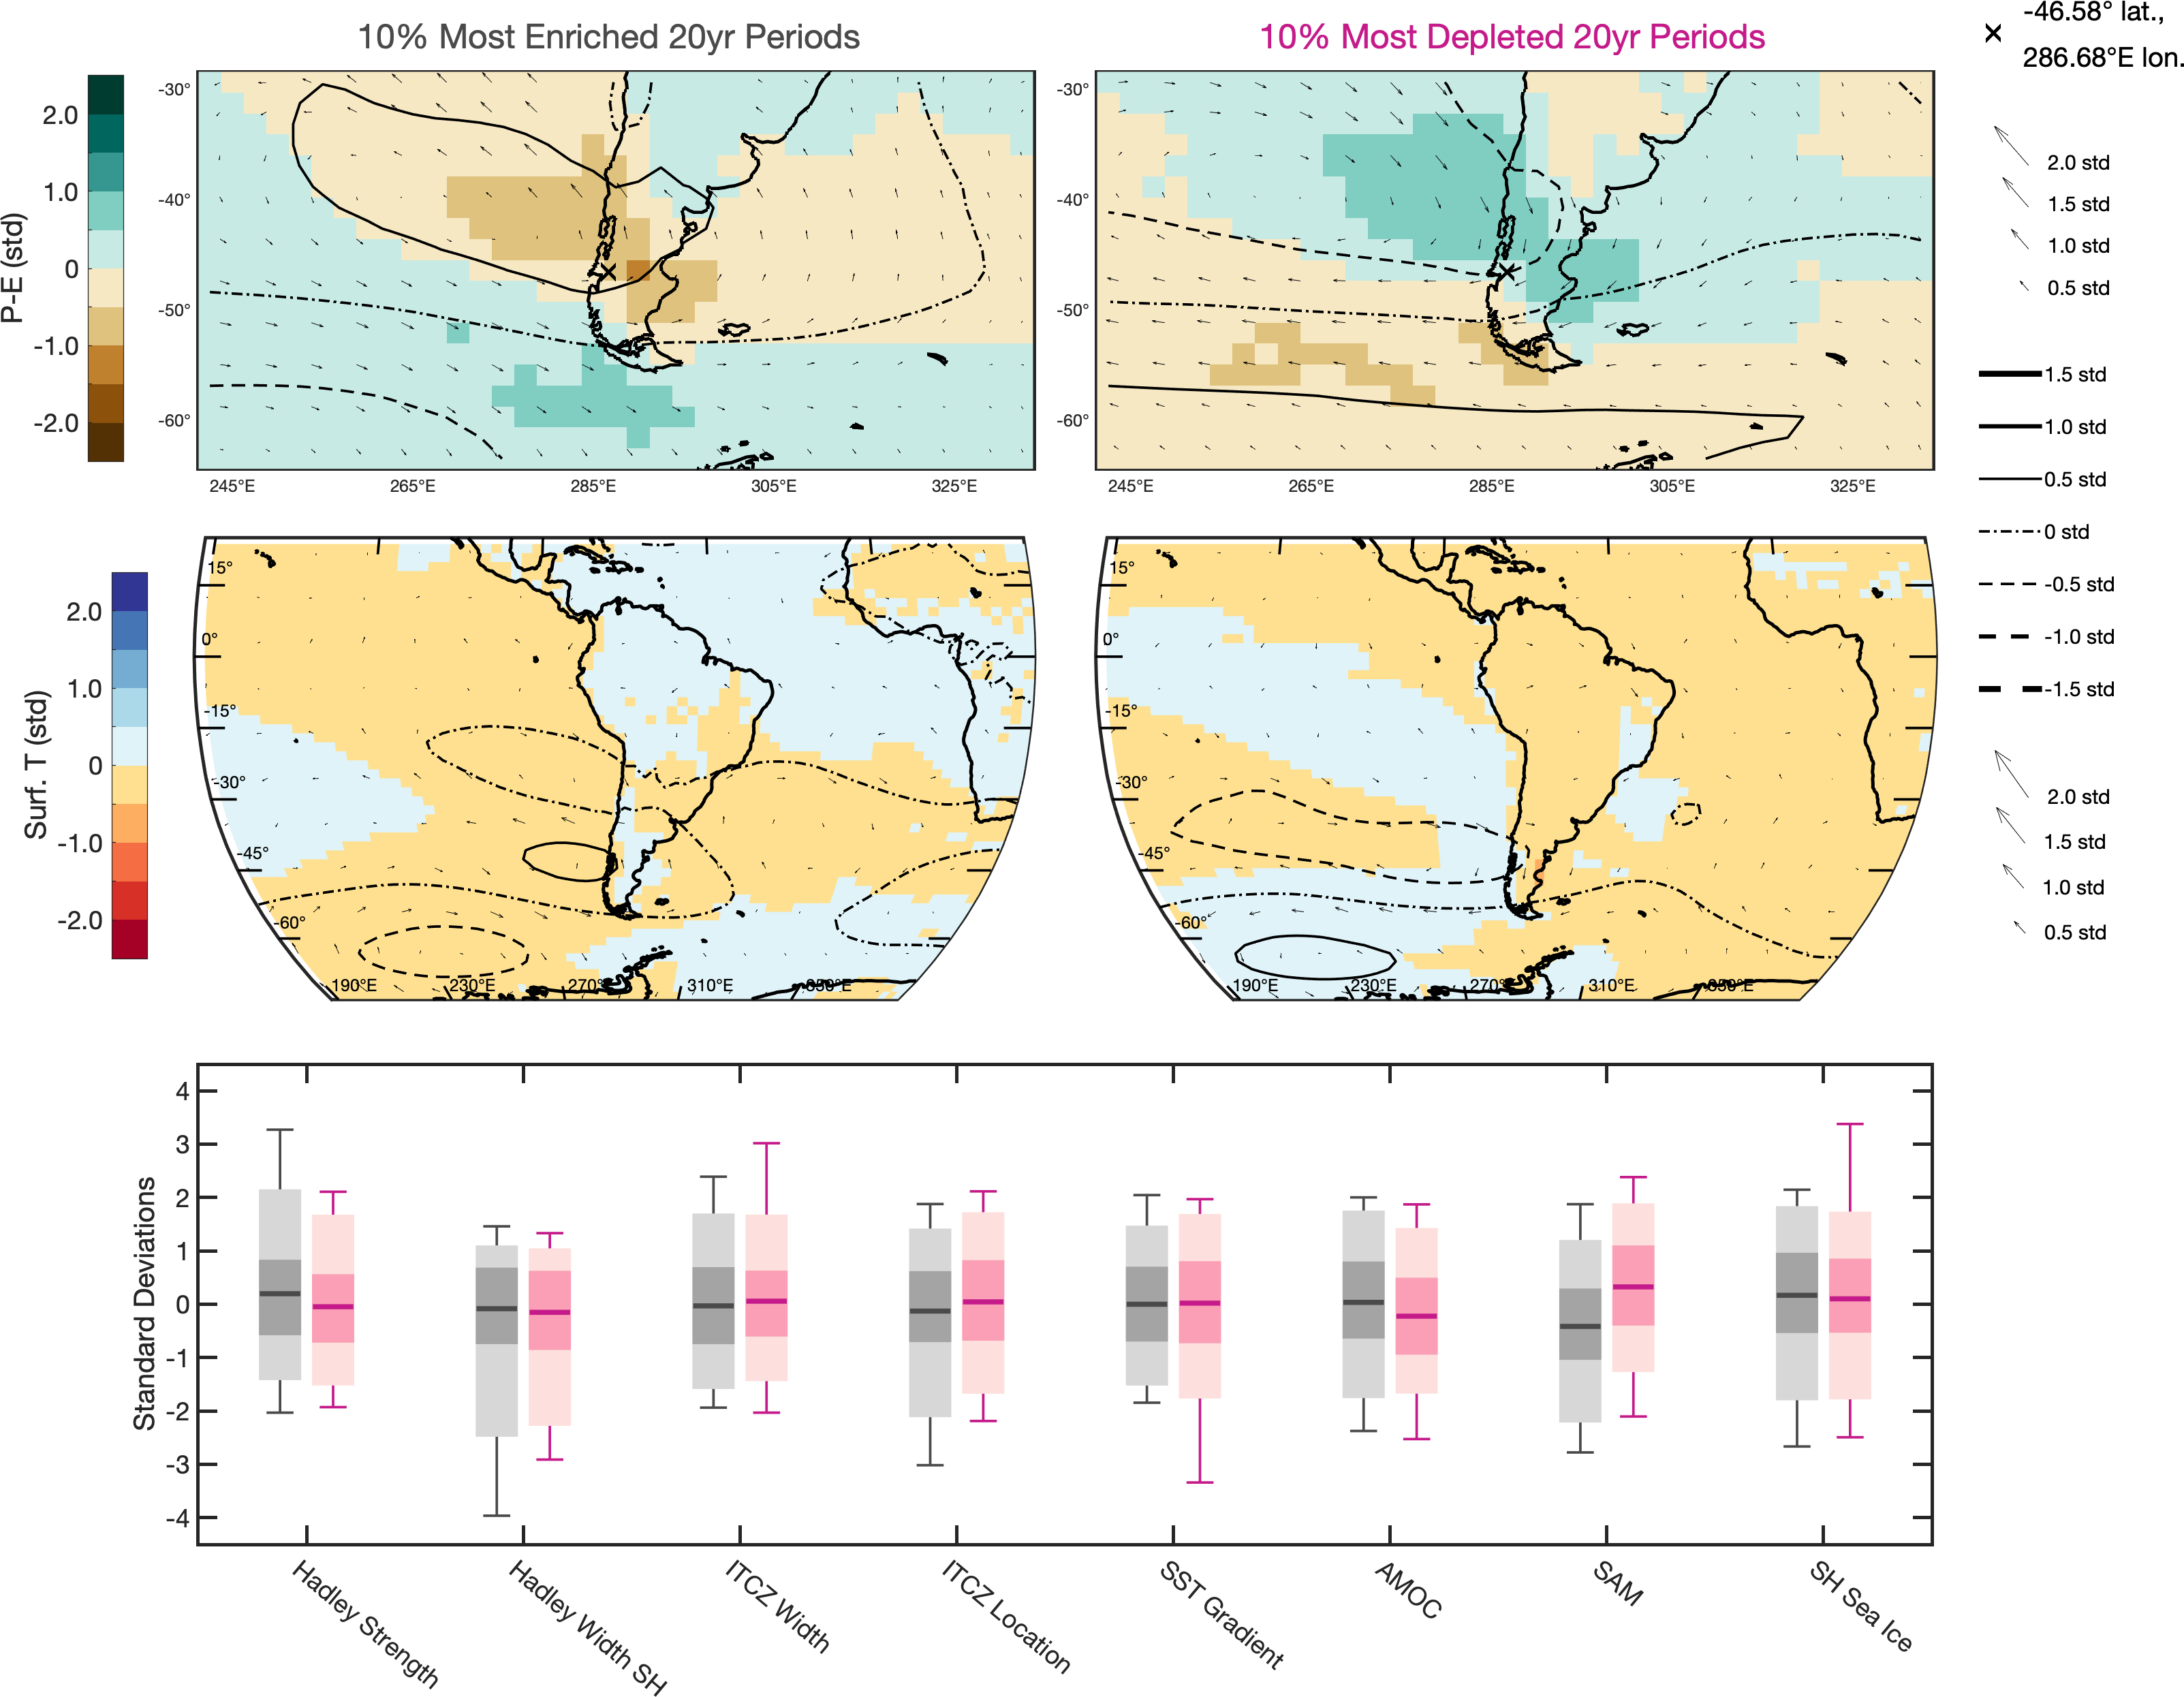 10% Most Enriched 20yr Periods
10% Most Depleted 20yr Periods
-46.58° lat.,
286.68°E lon.
P-E (std)
2.0
1.0
0
-1.0
-2.0
-30°
-40°
-50°
-60°
245°E
265°E
285°E
305°E
325°E
-30°
-40°
-50°
-60°
245°E
265°E
285°E
305°E
325°E
2.0 std
1.5 std
1.0 std
0.5 std
1.5 std
1.0 std
0.5 std
0 std
-0.5 std
-1.0 std
-1.5 std
2.0 std
1.5 std
1.0 std
0.5 std
Surf. T (std)
2.0
1.0
0
-1.0
-2.0
15°
0°
-15°
-30°
-45°
-60°
190°E
230°E
270°
310°E
350°E
15°
0°
-15°
-30°
-45°
-60°
190°E
230°E
270°
310°E
350°E
Standard Deviations
4
3
2
1
0
-1
-2
-3
-4
Hadley Strength
Hadley Width SH
ITCZ Width
ITCZ Location
SST Gradient
AMOC
SAM
SH Sea Ice